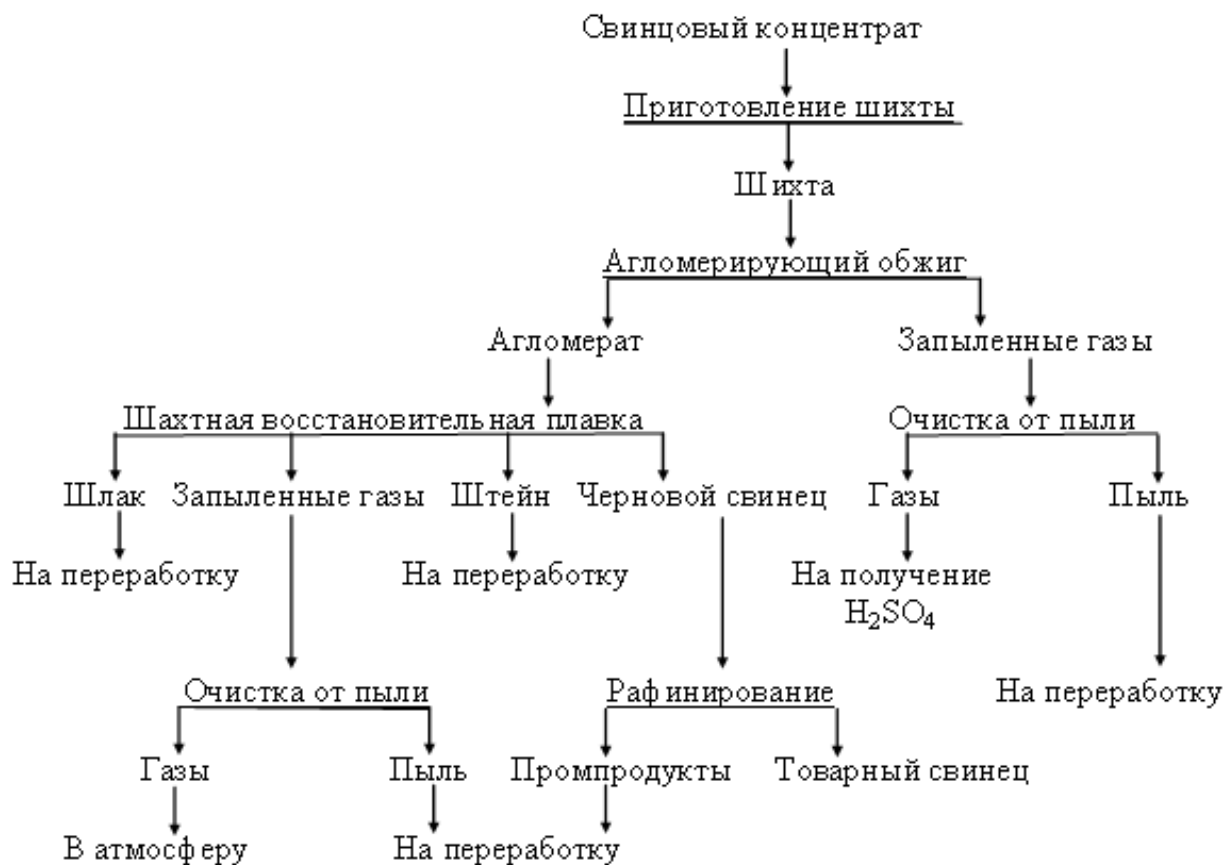 Свинцовый концентрат
Приготовление шихты
Шихта
Агломерирующий обжиг
Агломерат
Запыленные газы
Шахтная восстановительная плавка
Очистка от пыли
Шлак
Запыленные газы
Штейн
Черновой свинец
Газы
Пыль
На переработку
На переработку
На получение
H₂SO₄
Очистка от пыли
Рафинирование
На переработку
Газы
Пыль
Промпродукты
Товарный свинец
В атмосферу
На переработку